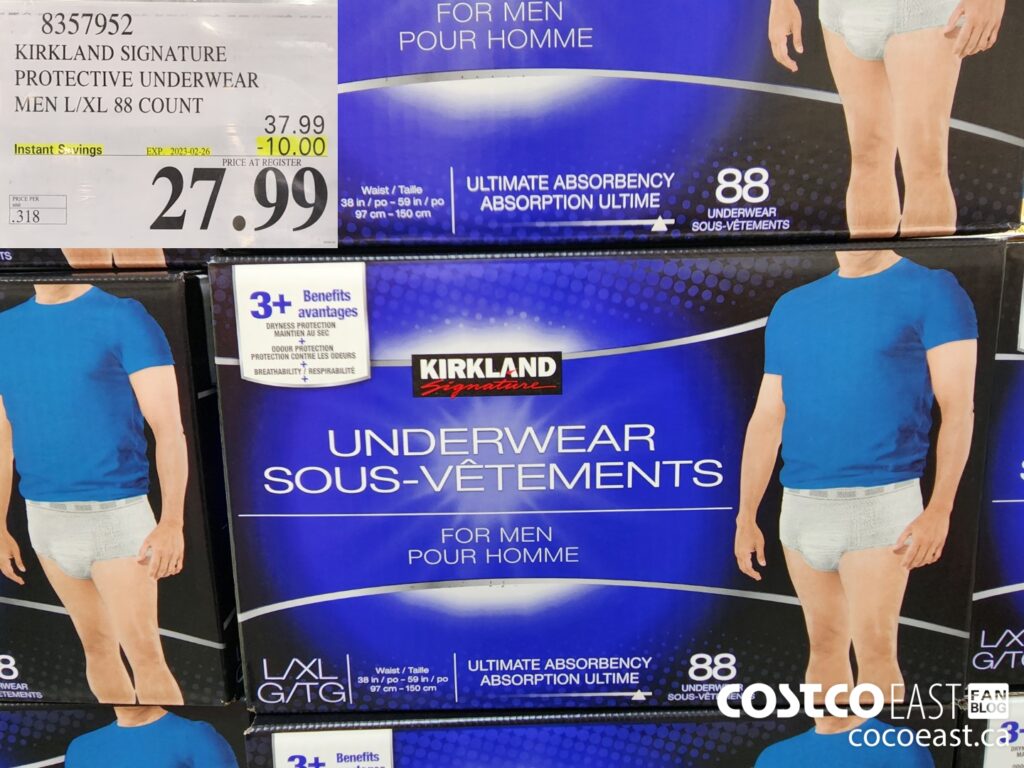 8357952
KIRKLAND SIGNATURE
PROTECTIVE UNDERWEAR
MEN L/XL 88 COUNT
37.99
Instant Savings EXP. 2023-02-26 -10.00
PRICE AT REGISTER
27.99
PRICE PER
.318
FOR MEN
POUR HOMME
Waist / Taille
38 in / po - 59 in / po
97 cm - 150 cm
ULTIMATE ABSORBENCY
ABSORPTION ULTIME
88
UNDERWEAR
SOUS-VÊTEMENTS
3+ Benefits
avantages
DRYNESS PROTECTION
MAINTIEN AU SEC
+
ODOUR PROTECTION
PROTECTION CONTRE LES ODEURS
+
BREATHABILITY / RESPIRABILITÉ
+
KIRKLAND
Signature
UNDERWEAR
SOUS-VÊTEMENTS
FOR MEN
POUR HOMME
L/XL
G/TG
Waist / Taille
38 in / po - 59 in / po
97 cm - 150 cm
ULTIMATE ABSORBENCY
ABSORPTION ULTIME
88
L/X
G/TG
COSTCO EAST FAN BLOG
cocoeast.ca
3+ Benefits
avantages
3+